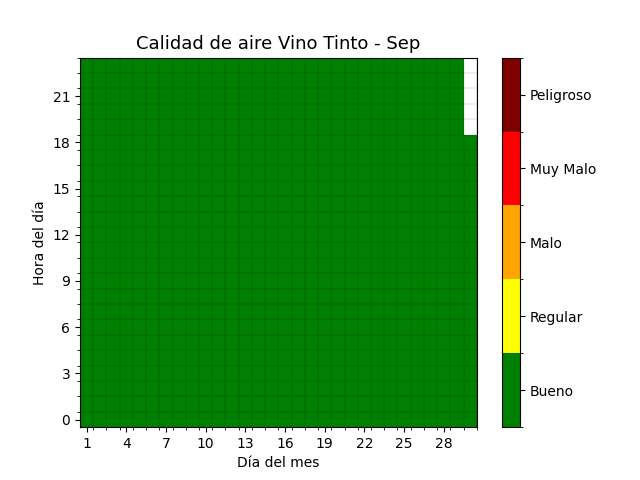 Calidad de aire Vino Tinto - Sep
Hora del día
21
18
15
12
9
6
3
0
1 4 7 10 13 16 19 22 25 28
Día del mes
Peligroso
Muy Malo
Malo
Regular
Bueno